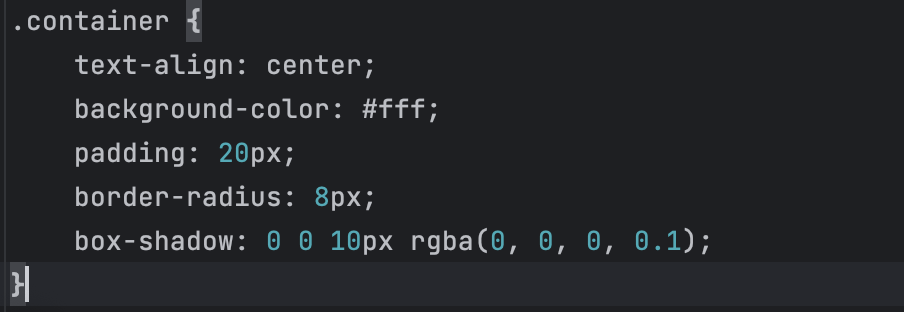 .container {
    text-align: center;
    background-color: #fff;
    padding: 20px;
    border-radius: 8px;
    box-shadow: 0 0 10px rgba(0, 0, 0, 0.1);
}